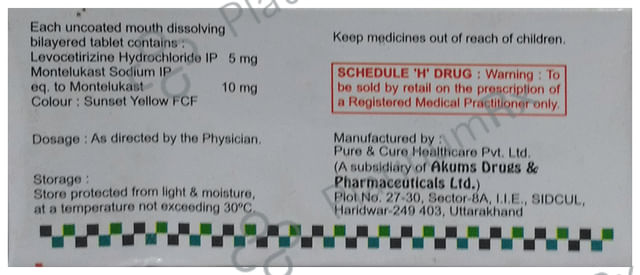 Each uncoated mouth dissolving
bilayered tablet contains :
Levocetirizine Hydrochloride IP 5 mg
Montelukast Sodium IP
eq. to Montelukast 10 mg
Colour : Sunset Yellow FCF
Dosage : As directed by the Physician.
Storage :
Store protected from light & moisture,
at a temperature not exceeding 30°C.
Keep medicines out of reach of children.
SCHEDULE 'H' DRUG : Warning : To
be sold by retail on the prescription of
a Registered Medical Practitioner only.
Manufactured by :
Pure & Cure Healthcare Pvt. Ltd.
(A subsidiary of Akums Drugs &
Pharmaceuticals Ltd.)
Plot No. 27-30, Sector-8A, I.I.E., SIDCUL,
Haridwar-249 403, Uttarakhand